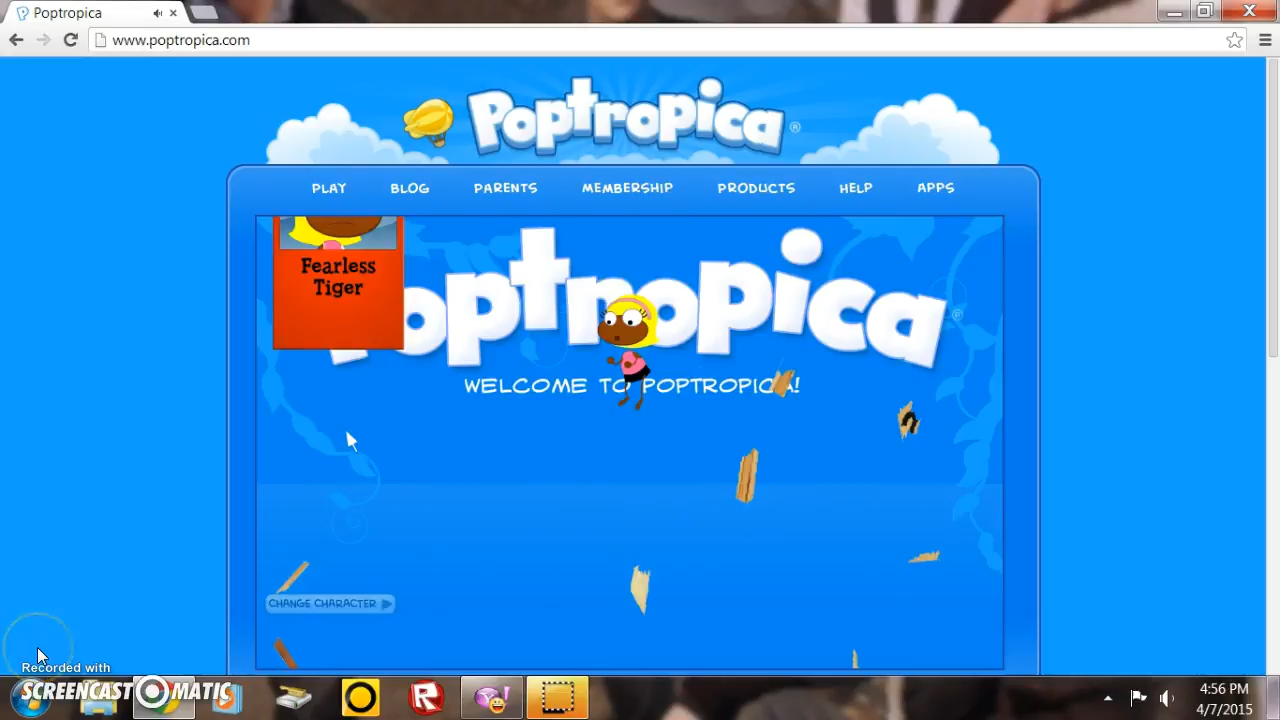 Poptropica
www.poptropica.com
Poptropica®
PLAY BLOG PARENTS MEMBERSHIP PRODUCTS HELP APPS
Fearless
Tiger
Poptropica®
WELCOME TO POPTROPICA!
CHANGE CHARACTER
Recorded with
SCREENCAST-O-MATIC
4:56 PM
4/7/2015